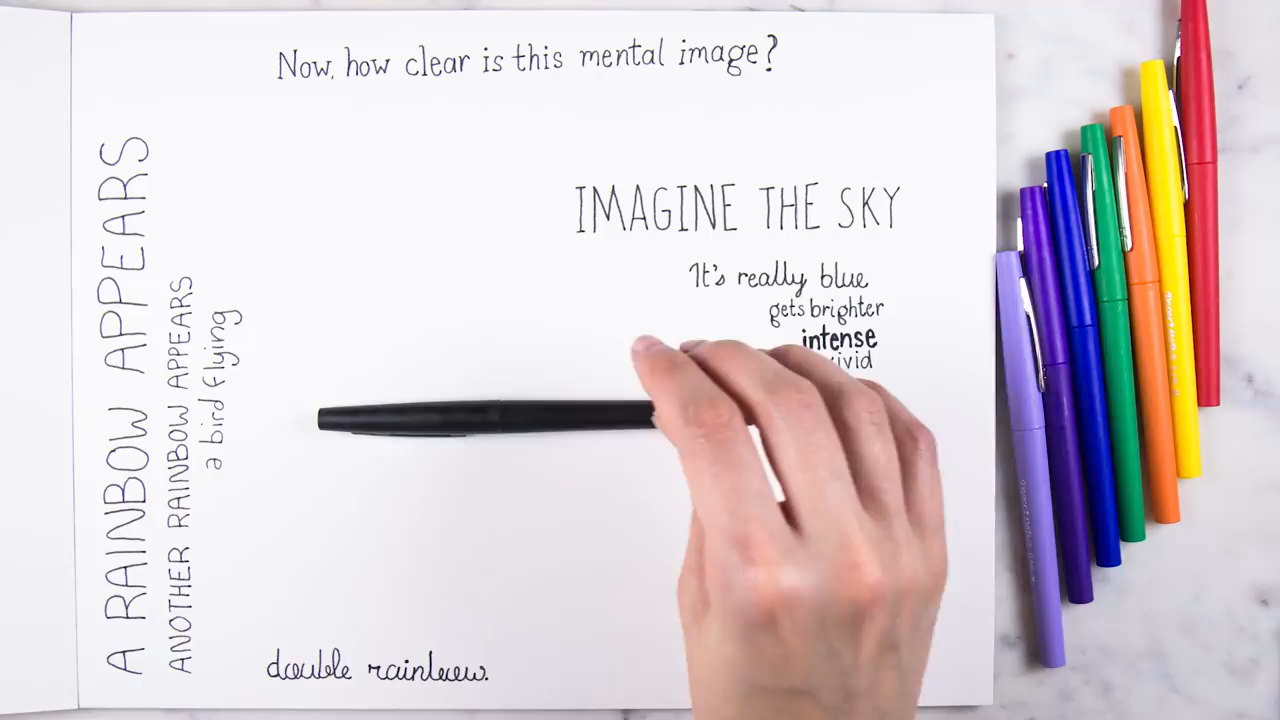 Now, how clear is this mental image?
IMAGINE THE SKY
It's really blue
gets brighter
intense
vivid
A RAINBOW APPEARS
ANOTHER RAINBOW APPEARS
a bird flying
double rainbow.